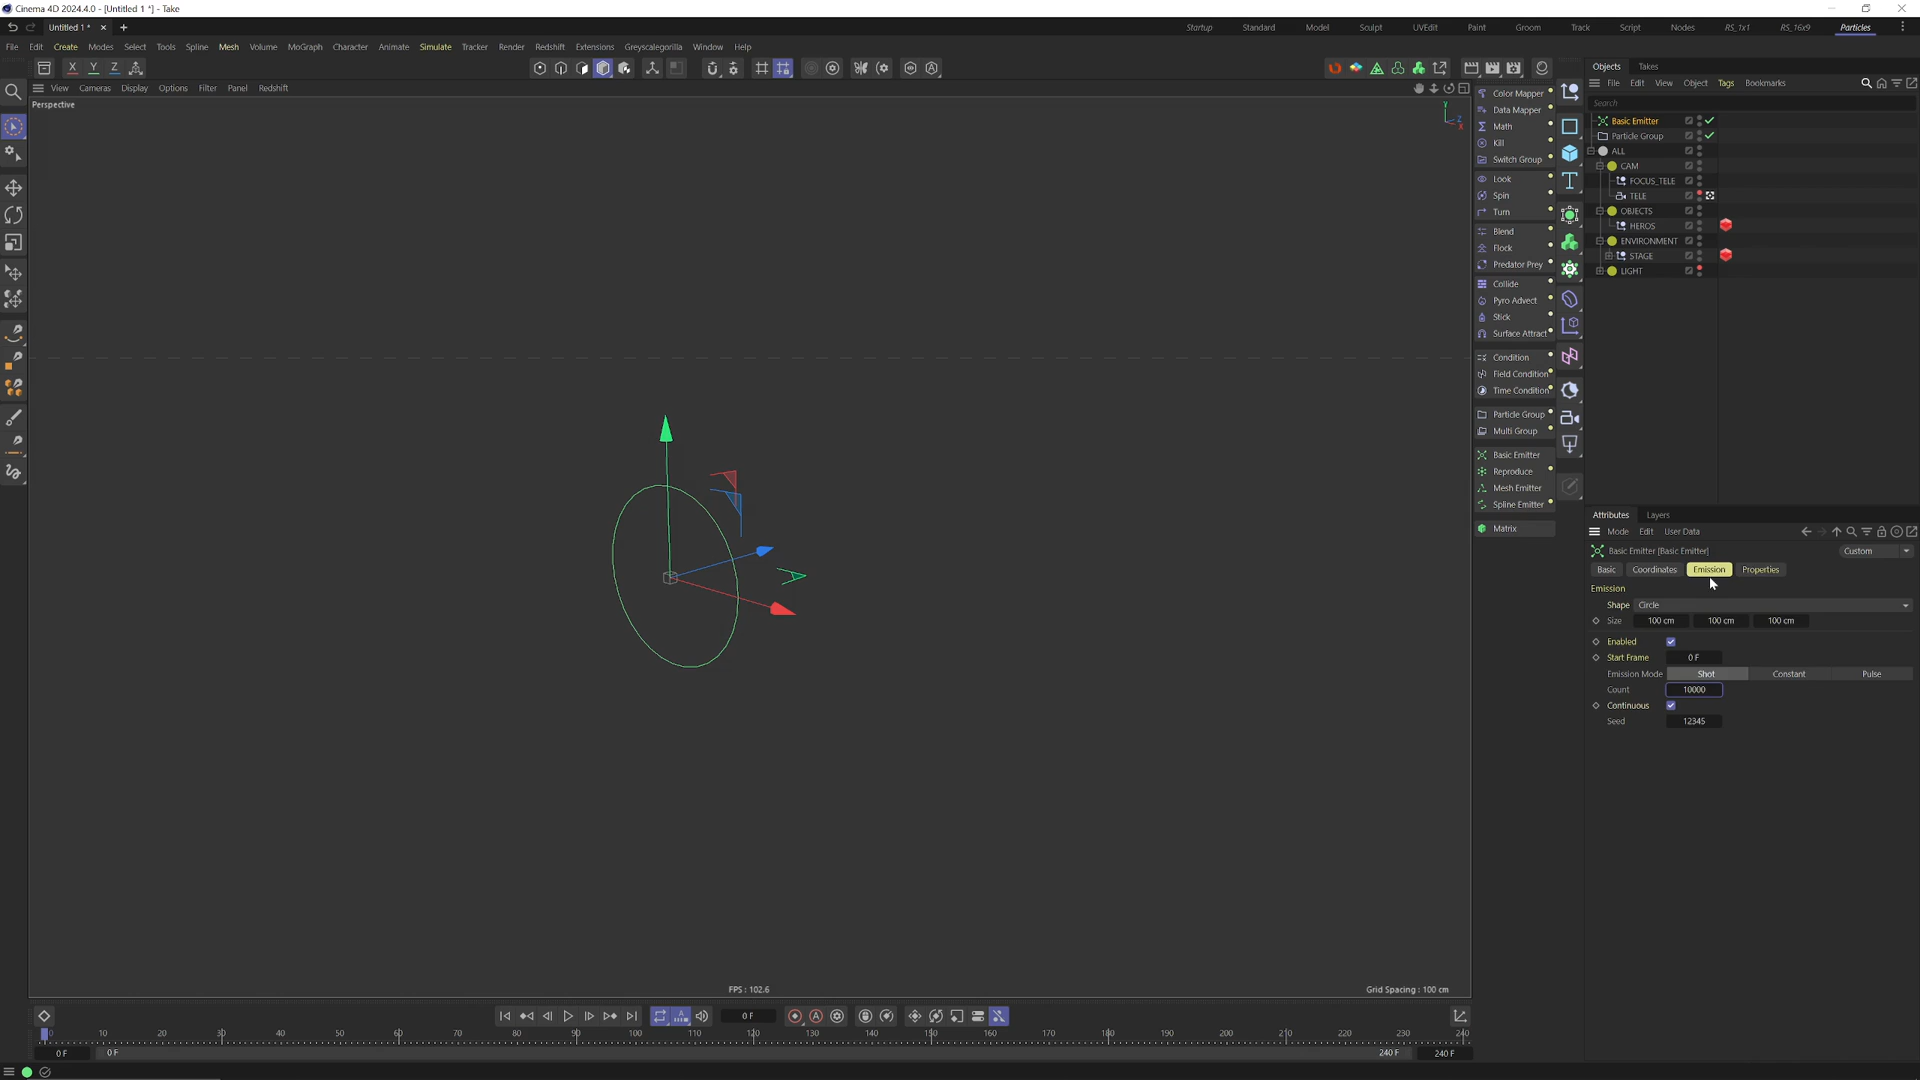 Cinema 4D 2024.4.0 - [Untitled 1 *] - Take
Untitled 1 *
Startup Standard Model Sculpt UVEdit Paint Groom Track Script Nodes RS_1x1 RS_16x9 Particles
File Edit Create Modes Select Tools Spline Mesh Volume MoGraph Character Animate Simulate Tracker Render Redshift Extensions Greyscalegorilla Window Help
X Y Z
View Cameras Display Options Filter Panel Redshift
Perspective
Y
Z
X
Color Mapper
Data Mapper
Math
Kill
Switch Group
Look
Spin
Turn
Blend
Flock
Predator Prey
Collide
Pyro Advect
Stick
Surface Attract
Condition
Field Condition
Time Condition
Particle Group
Multi Group
Basic Emitter
Reproduce
Mesh Emitter
Spline Emitter
Matrix
Objects Takes
File Edit View Object Tags Bookmarks
Search
Basic Emitter
Particle Group
ALL
CAM
FOCUS_TELE
TELE
OBJECTS
HEROS
ENVIRONMENT
STAGE
LIGHT
Attributes Layers
Mode Edit User Data
Basic Emitter [Basic Emitter]
Custom
Basic Coordinates Emission Properties
Emission
Shape Circle
Size 100 cm 100 cm 100 cm
Enabled
Start Frame 0 F
Emission Mode Shot Constant Pulse
Count 10000
Continuous
Seed 12345
FPS : 102.6
Grid Spacing : 100 cm
0 F
0 10 20 30 40 50 60 70 80 90 100 110 120 130 140 150 160 170 180 190 200 210 220 230 240
0 F 0 F 240 F 240 F